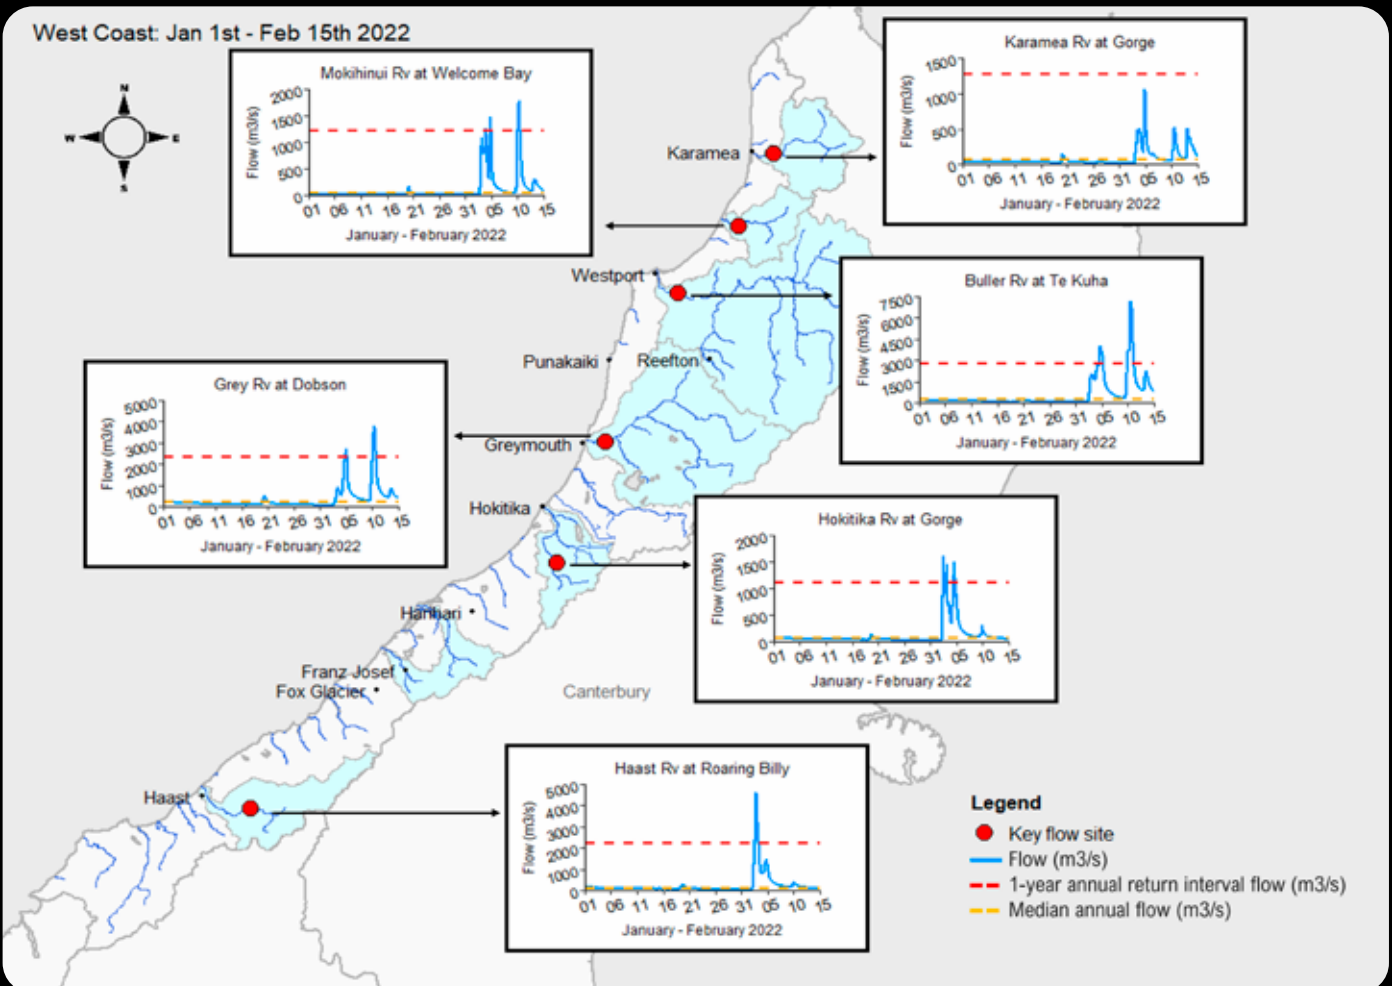 West Coast: Jan 1st - Feb 15th 2022
N
W
E
S
Mokihinui Rv at Welcome Bay
Flow (m3/s)
2000
1500
1000
500
0
01 06 11 16 21 26 31 05 10 15
January - February 2022
Karamea Rv at Gorge
Flow (m3/s)
1500
1000
500
0
01 06 11 16 21 26 31 05 10 15
January - February 2022
Karamea
Westport
Buller Rv at Te Kuha
Flow (m3/s)
7500
6000
4500
3000
1500
0
01 06 11 16 21 26 31 05 10 15
January - February 2022
Punakaiki
Reefton
Grey Rv at Dobson
Flow (m3/s)
5000
4000
3000
2000
1000
0
01 06 11 16 21 26 31 05 10 15
January - February 2022
Greymouth
Hokitika
Hokitika Rv at Gorge
Flow (m3/s)
2000
1500
1000
500
0
01 06 11 16 21 26 31 05 10 15
January - February 2022
Harihari
Franz Josef
Fox Glacier
Canterbury
Haast
Haast Rv at Roaring Billy
Flow (m3/s)
5000
4000
3000
2000
1000
0
01 06 11 16 21 26 31 05 10 15
January - February 2022
Legend
Key flow site
Flow (m3/s)
1-year annual return interval flow (m3/s)
Median annual flow (m3/s)